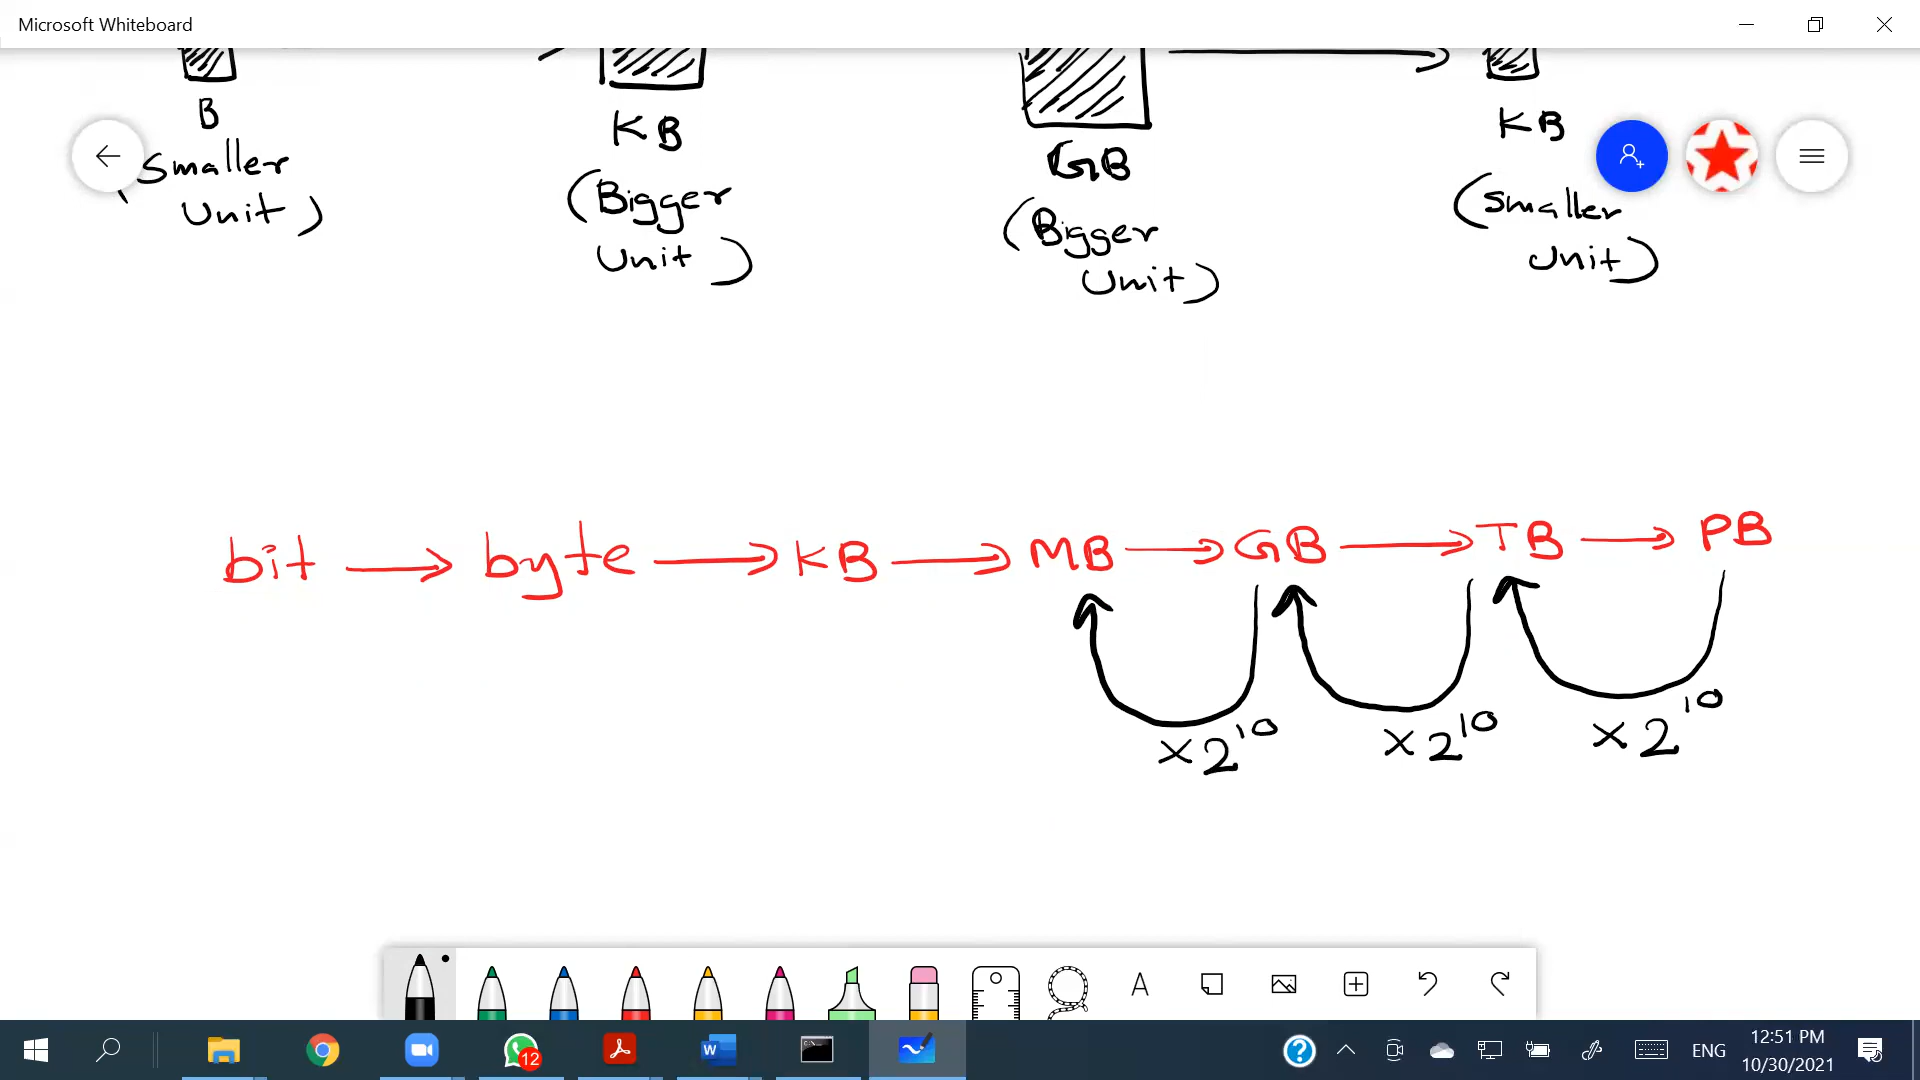 Microsoft Whiteboard
B
KB
GB
KB
(Smaller
Unit)
(Bigger
Unit)
(Bigger
Unit)
(Smaller
Unit)
bit → byte → KB → MB → GB → TB → PB
×2¹⁰ ×2¹⁰ ×2¹⁰
A
12
W
?
ENG
12:51 PM
10/30/2021